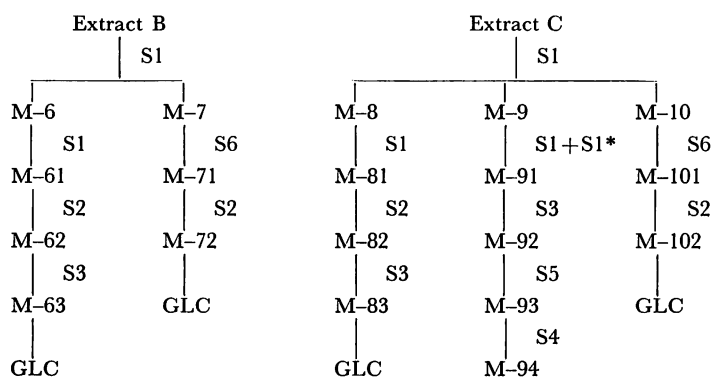 Extract B Extract C
S1 S1
M–6 M–7 M–8 M–9 M–10
S1 S6 S1 S1+S1* S6
M–61 M–71 M–81 M–91 M–101
S2 S2 S2 S3 S2
M–62 M–72 M–82 M–92 M–102
S3 S3 S5
M–63 GLC M–83 M–93 GLC
S4
GLC GLC M–94